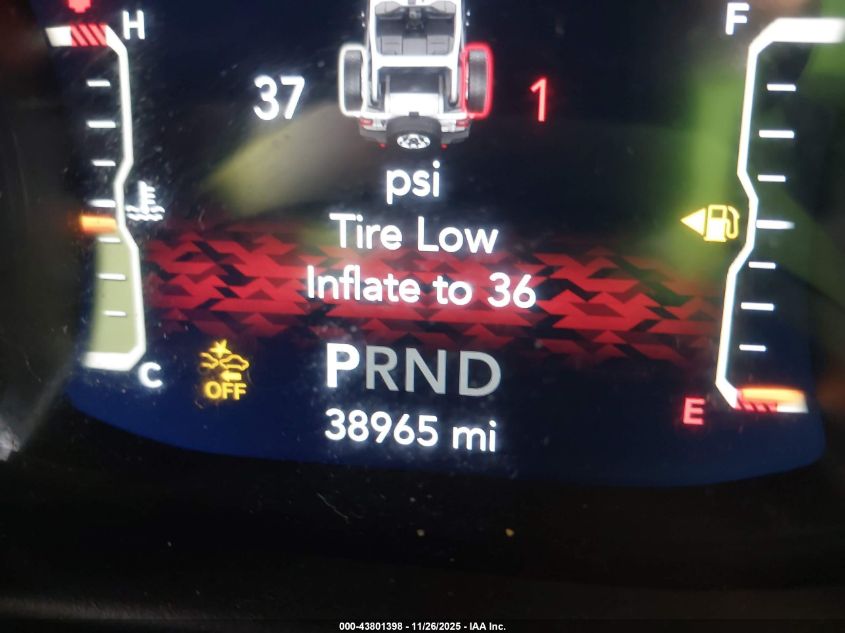 H
F
37
1
psi
Tire Low
Inflate to 36
PRND
C
OFF
E
38965 mi
000-43801398 - 11/26/2025 - IAA Inc.